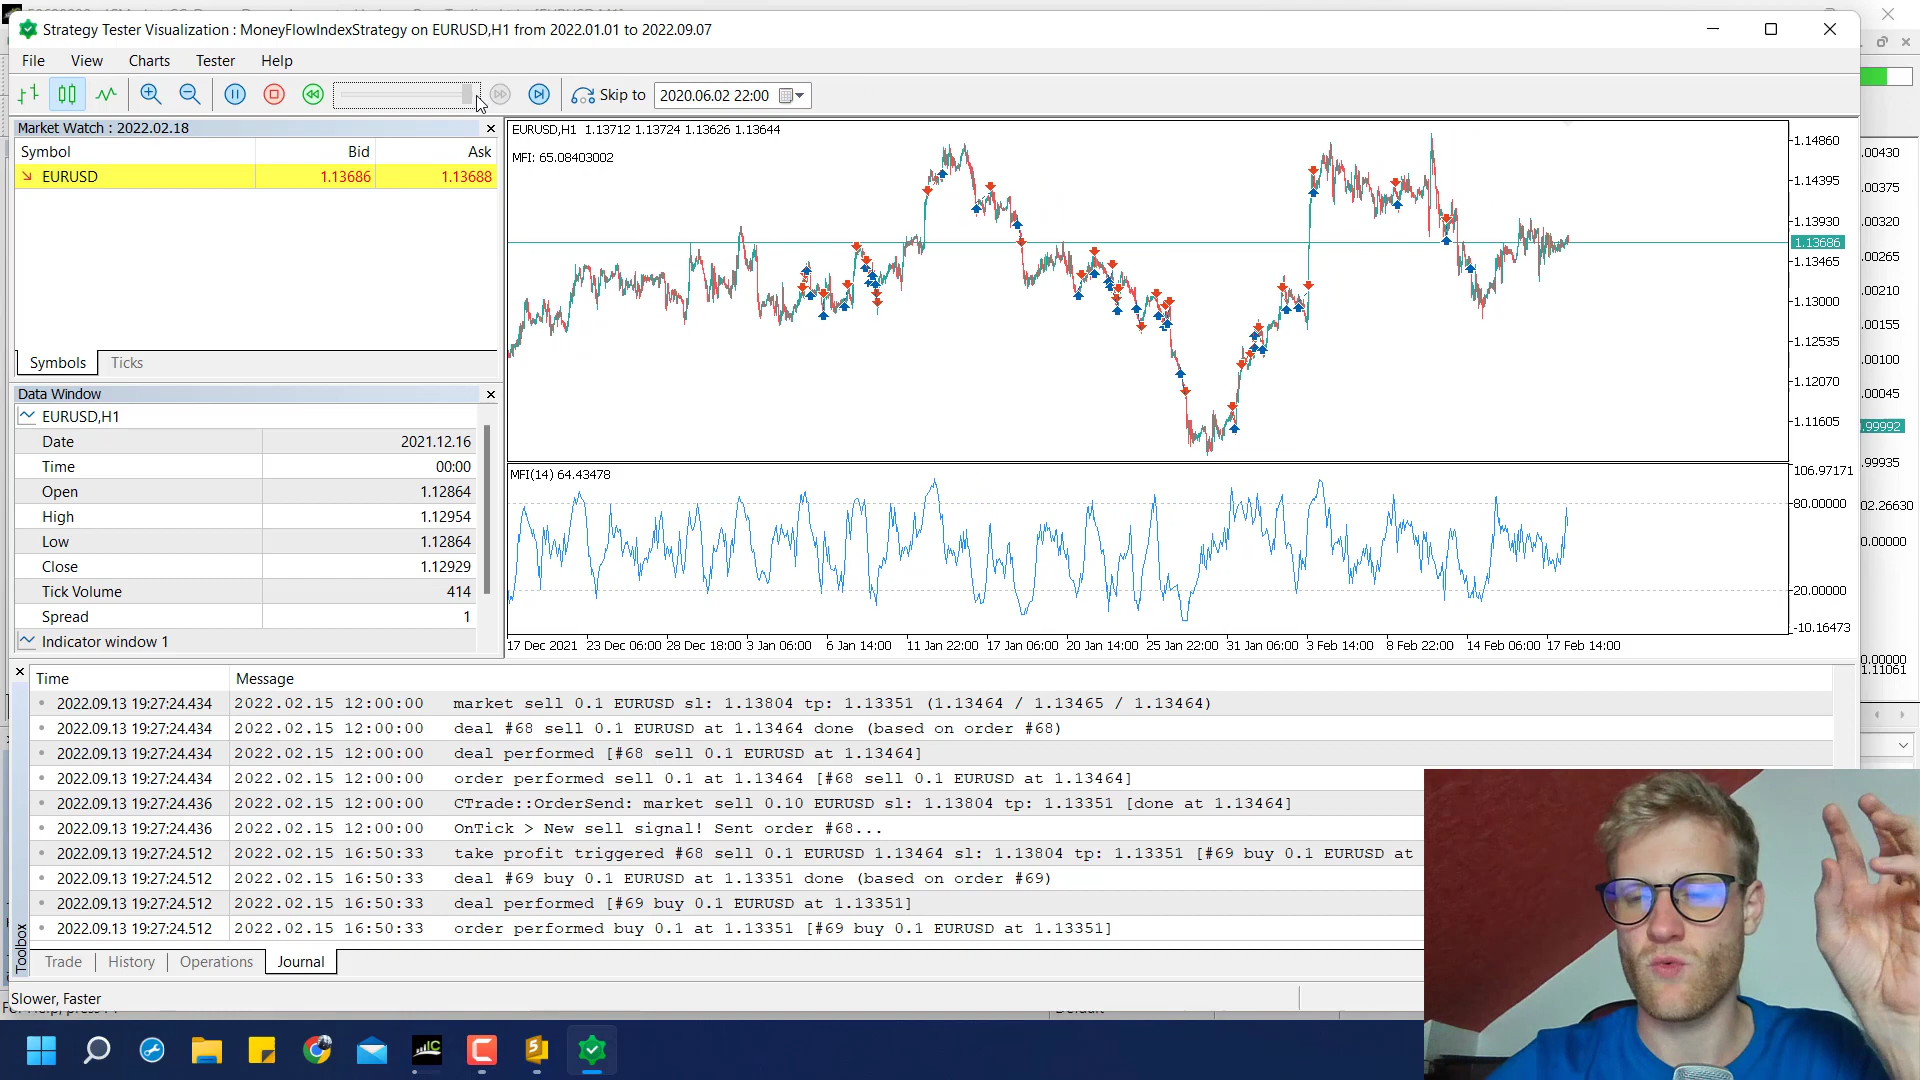 Strategy Tester Visualization : MoneyFlowIndexStrategy on EURUSD,H1 from 2022.01.01 to 2022.09.07
File View Charts Tester Help
Skip to 2020.06.02 22:00
Market Watch : 2022.02.18
Symbol Bid Ask
EURUSD 1.13686 1.13688
Symbols Ticks
Data Window
EURUSD,H1
Date 2021.12.16
Time 00:00
Open 1.12864
High 1.12954
Low 1.12864
Close 1.12929
Tick Volume 414
Spread 1
Indicator window 1
EURUSD,H1 1.13712 1.13724 1.13626 1.13644
MFI: 65.08403002
1.14860
1.14395
1.13930
1.13686
1.13465
1.13000
1.12535
1.12070
1.11605
MFI(14) 64.43478
106.97171
80.00000
20.00000
-10.16473
17 Dec 2021 23 Dec 06:00 28 Dec 18:00 3 Jan 06:00 6 Jan 14:00 11 Jan 22:00 17 Jan 06:00 20 Jan 14:00 25 Jan 22:00 31 Jan 06:00 3 Feb 14:00 8 Feb 22:00 14 Feb 06:00 17 Feb 14:00
.00430
.00375
.00320
.00265
.00210
.00155
.00100
.00045
.99992
.99935
02.26630
0.00000
0.00000
1.11061
Time Message
2022.09.13 19:27:24.434 2022.02.15 12:00:00 market sell 0.1 EURUSD sl: 1.13804 tp: 1.13351 (1.13464 / 1.13465 / 1.13464)
2022.09.13 19:27:24.434 2022.02.15 12:00:00 deal #68 sell 0.1 EURUSD at 1.13464 done (based on order #68)
2022.09.13 19:27:24.434 2022.02.15 12:00:00 deal performed [#68 sell 0.1 EURUSD at 1.13464]
2022.09.13 19:27:24.434 2022.02.15 12:00:00 order performed sell 0.1 at 1.13464 [#68 sell 0.1 EURUSD at 1.13464]
2022.09.13 19:27:24.436 2022.02.15 12:00:00 CTrade::OrderSend: market sell 0.10 EURUSD sl: 1.13804 tp: 1.13351 [done at 1.13464]
2022.09.13 19:27:24.436 2022.02.15 12:00:00 OnTick > New sell signal! Sent order #68...
2022.09.13 19:27:24.512 2022.02.15 16:50:33 take profit triggered #68 sell 0.1 EURUSD 1.13464 sl: 1.13804 tp: 1.13351 [#69 buy 0.1 EURUSD at
2022.09.13 19:27:24.512 2022.02.15 16:50:33 deal #69 buy 0.1 EURUSD at 1.13351 done (based on order #69)
2022.09.13 19:27:24.512 2022.02.15 16:50:33 deal performed [#69 buy 0.1 EURUSD at 1.13351]
2022.09.13 19:27:24.512 2022.02.15 16:50:33 order performed buy 0.1 at 1.13351 [#69 buy 0.1 EURUSD at 1.13351]
Toolbox
Trade History Operations Journal
Slower, Faster
IC